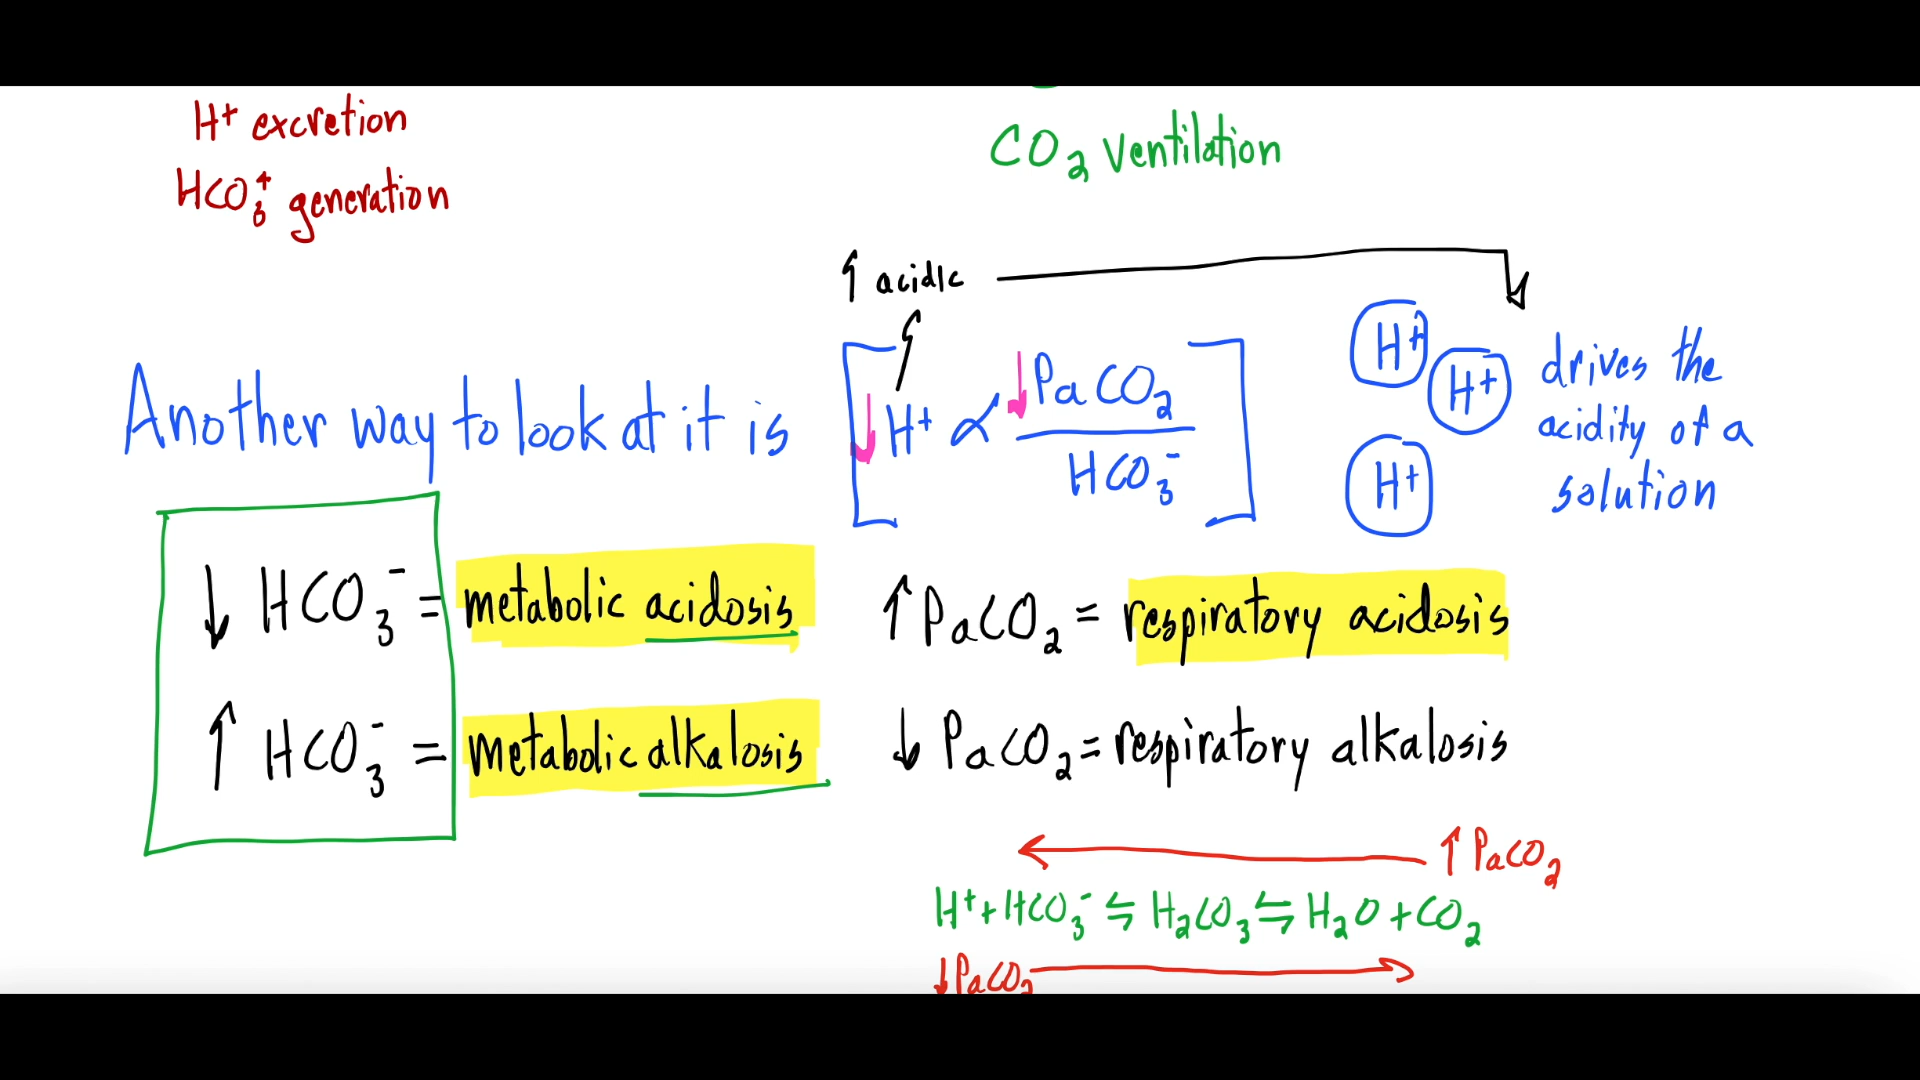 H⁺ excretion
HCO₃⁺ generation
CO₂ ventilation
↑ acidic
Another way to look at it is
↓ H⁺ ∝ ↓ PaCO₂
HCO₃⁻
H⁺
H⁺
H⁺
drives the
acidity of a
solution
↓ HCO₃⁻ = metabolic acidosis
↑ HCO₃⁻ = metabolic alkalosis
↑ PaCO₂ = respiratory acidosis
↓ PaCO₂ = respiratory alkalosis
↑ PaCO₂
H⁺ + HCO₃⁻ ⇆ H₂CO₃ ⇆ H₂O + CO₂
↓ PaCO₂